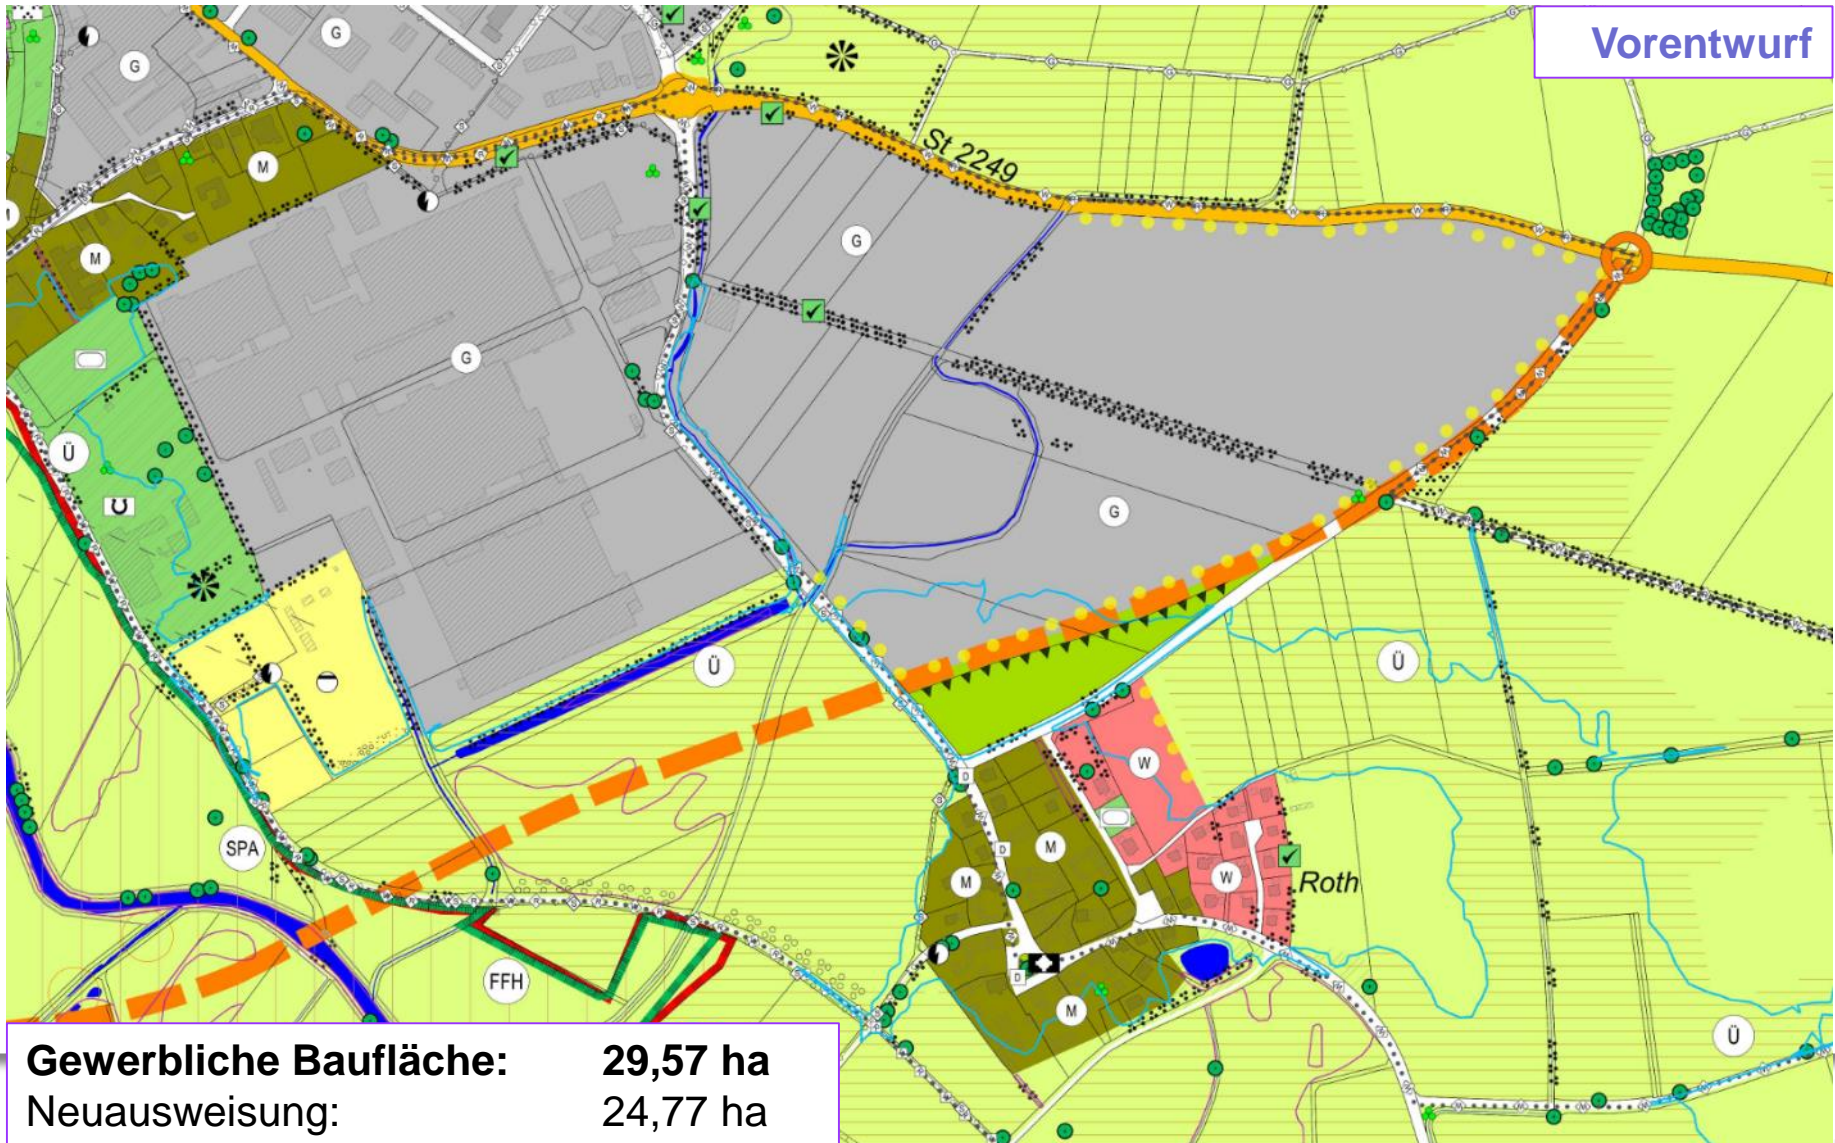 Vorentwurf
G
G
St 2249
M
M
G
G
Ü
G
Ü
Ü
W
SPA
M
M
W
Roth
FFH
M
Ü
D
D
D
Gewerbliche Baufläche: 29,57 ha
Neuausweisung: 24,77 ha